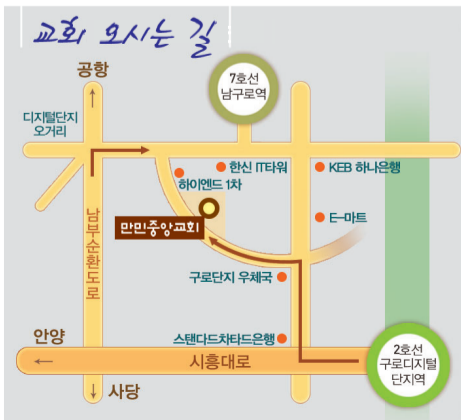 교회 오시는 길
공항
7호선
남구로역
디지털단지
오거리
한신 IT타워
KEB 하나은행
하이엔드 1차
남부순환도로
만민중앙교회
E-마트
구로단지 우체국
스탠다드차타드은행
안양
시흥대로
2호선
구로디지털
단지역
사당